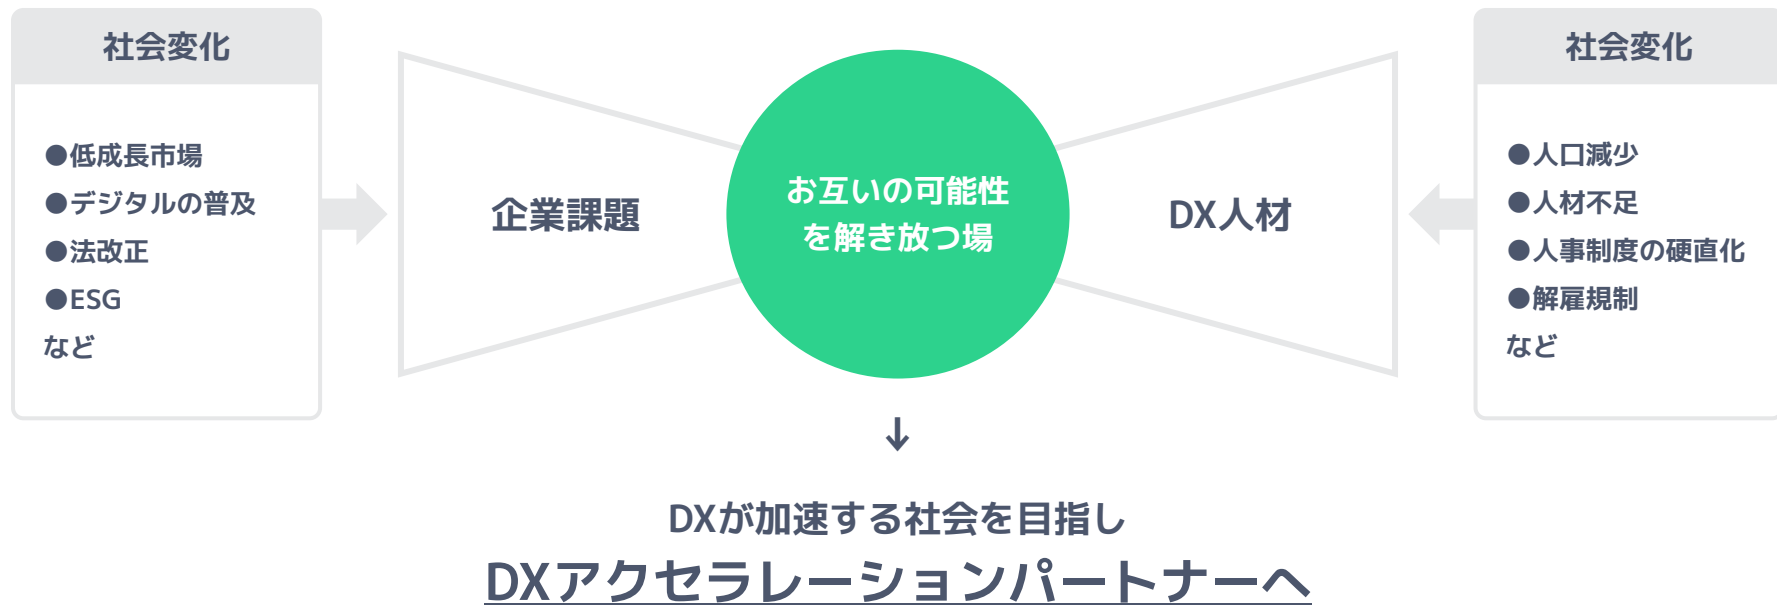 社会変化
●低成長市場
●デジタルの普及
●法改正
●ESG
など
企業課題
お互いの可能性
を解き放つ場
DX人材
社会変化
●人口減少
●人材不足
●人事制度の硬直化
●解雇規制
など
↓
DXが加速する社会を目指し
DXアクセラレーションパートナーへ